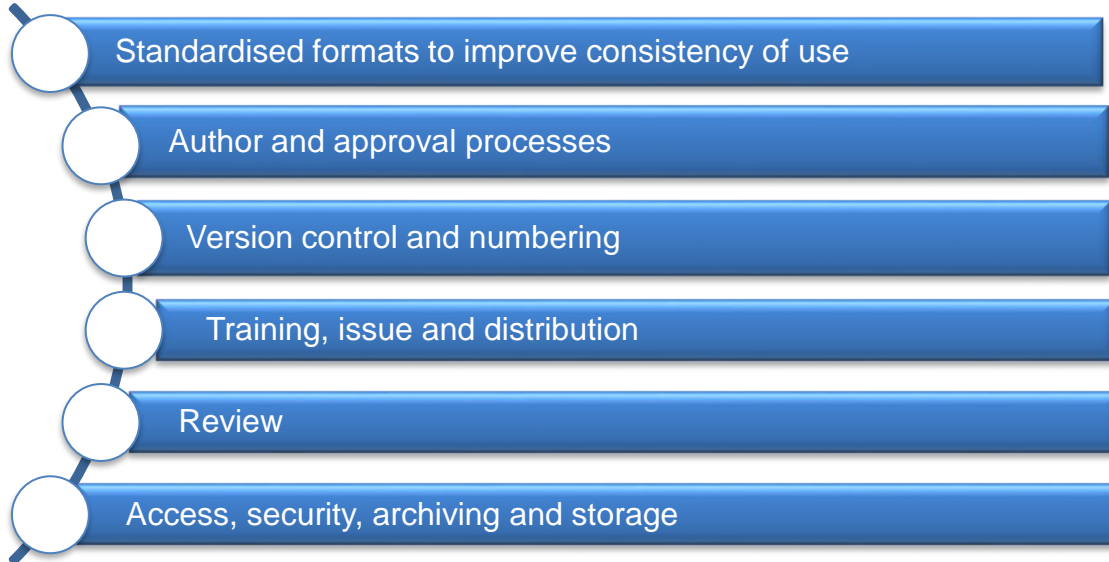 Standardised formats to improve consistency of use
Author and approval processes
Version control and numbering
Training, issue and distribution
Review
Access, security, archiving and storage